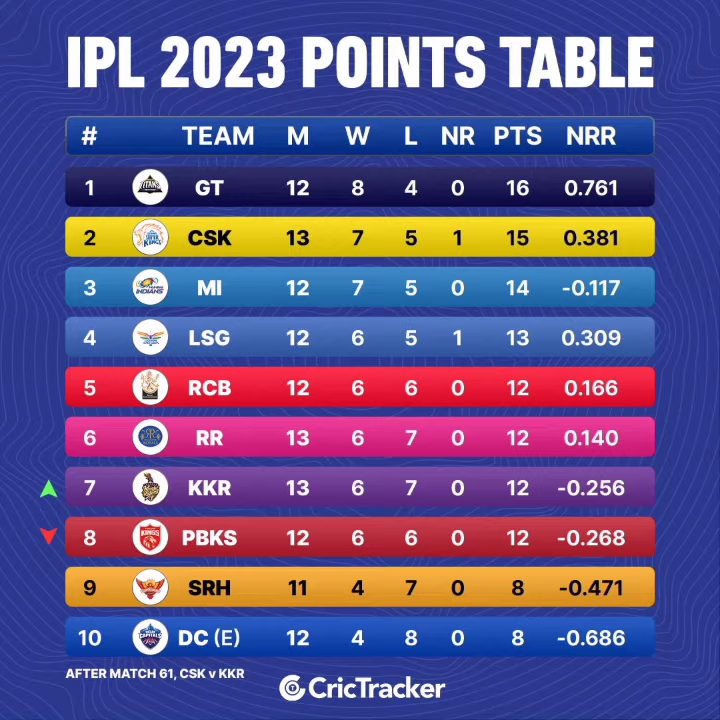 IPL 2023 POINTS TABLE
# TEAM M W L NR PTS NRR
1 GT 12 8 4 0 16 0.761
2 CSK 13 7 5 1 15 0.381
3 MI 12 7 5 0 14 -0.117
4 LSG 12 6 5 1 13 0.309
5 RCB 12 6 6 0 12 0.166
6 RR 13 6 7 0 12 0.140
7 KKR 13 6 7 0 12 -0.256
8 PBKS 12 6 6 0 12 -0.268
9 SRH 11 4 7 0 8 -0.471
10 DC (E) 12 4 8 0 8 -0.686
AFTER MATCH 61, CSK v KKR
CricTracker